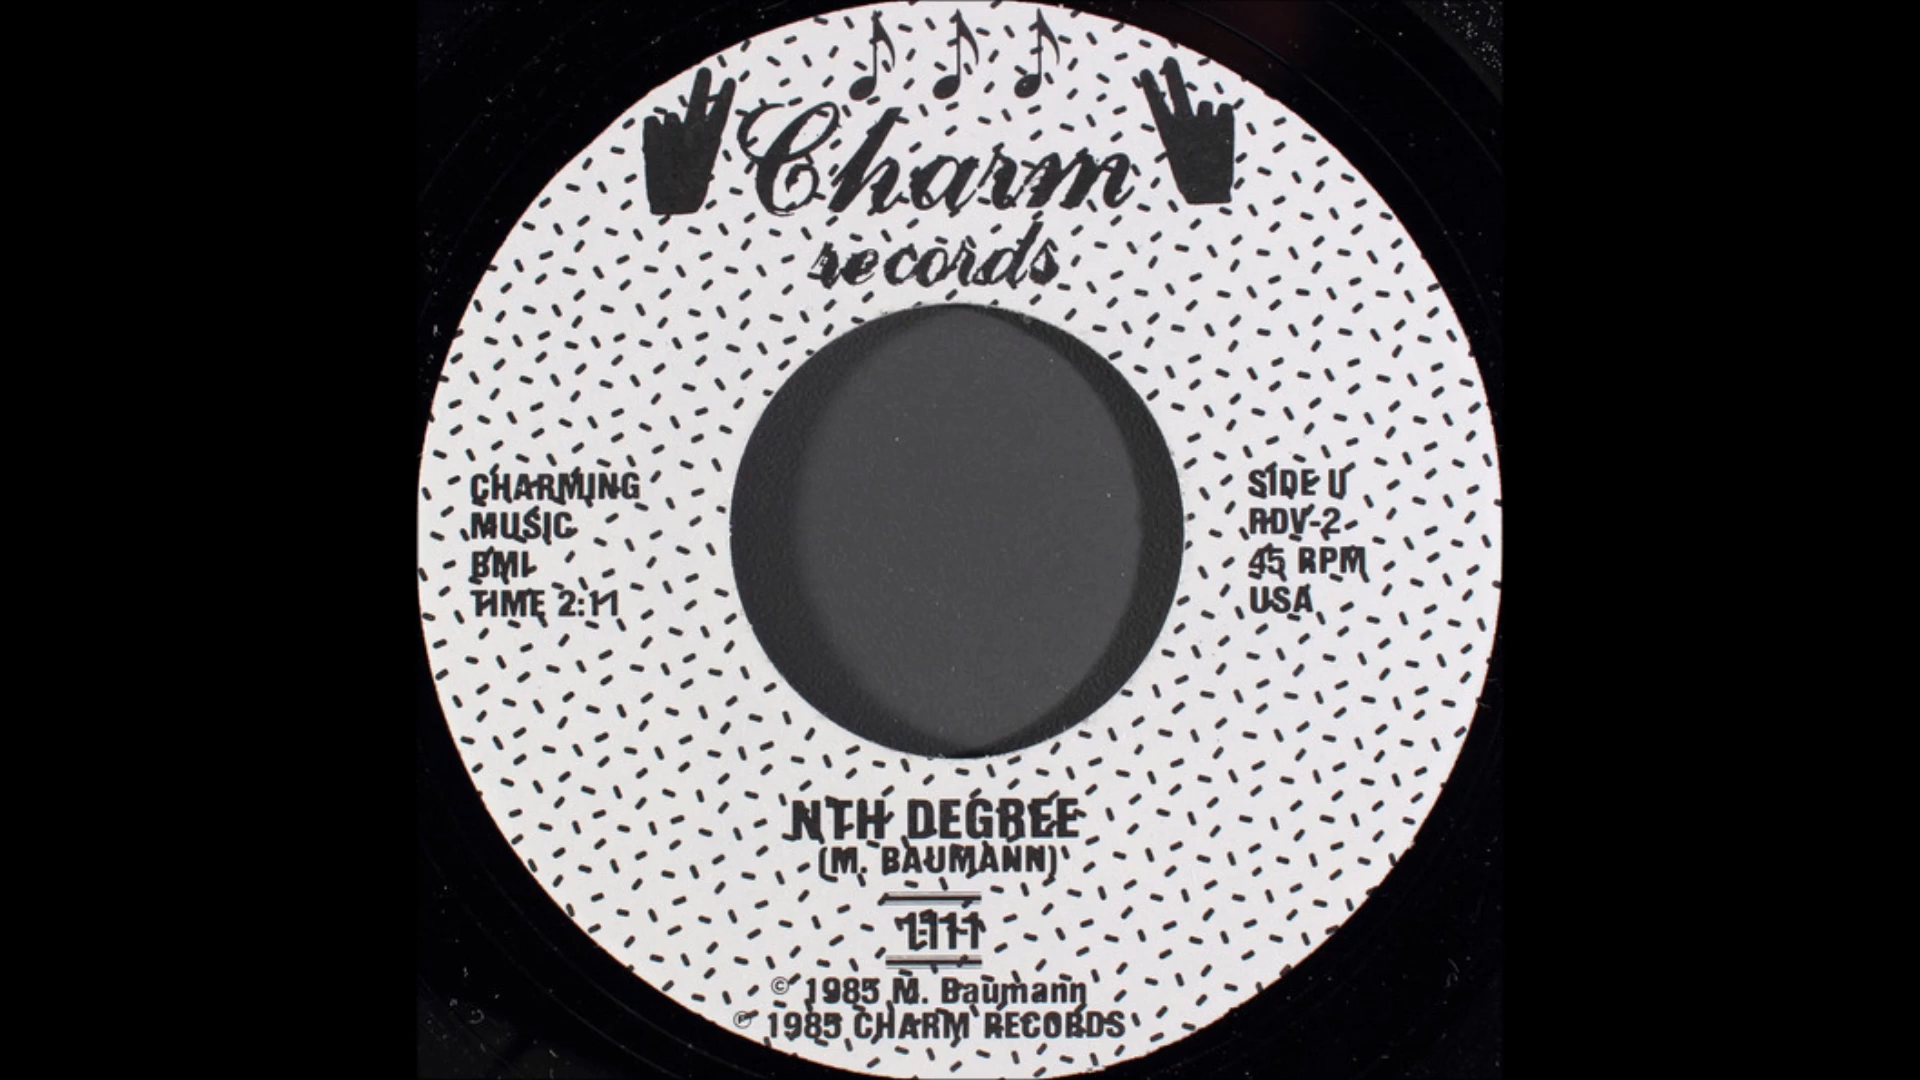 Charm
records
CHARMING
MUSIC
BMI
TIME 2:11
SIDE U
RDV-2
45 RPM
USA
NTH DEGREE
(M. BAUMANN)
1111
© 1985 M. Baumann
℗ 1985 CHARM RECORDS